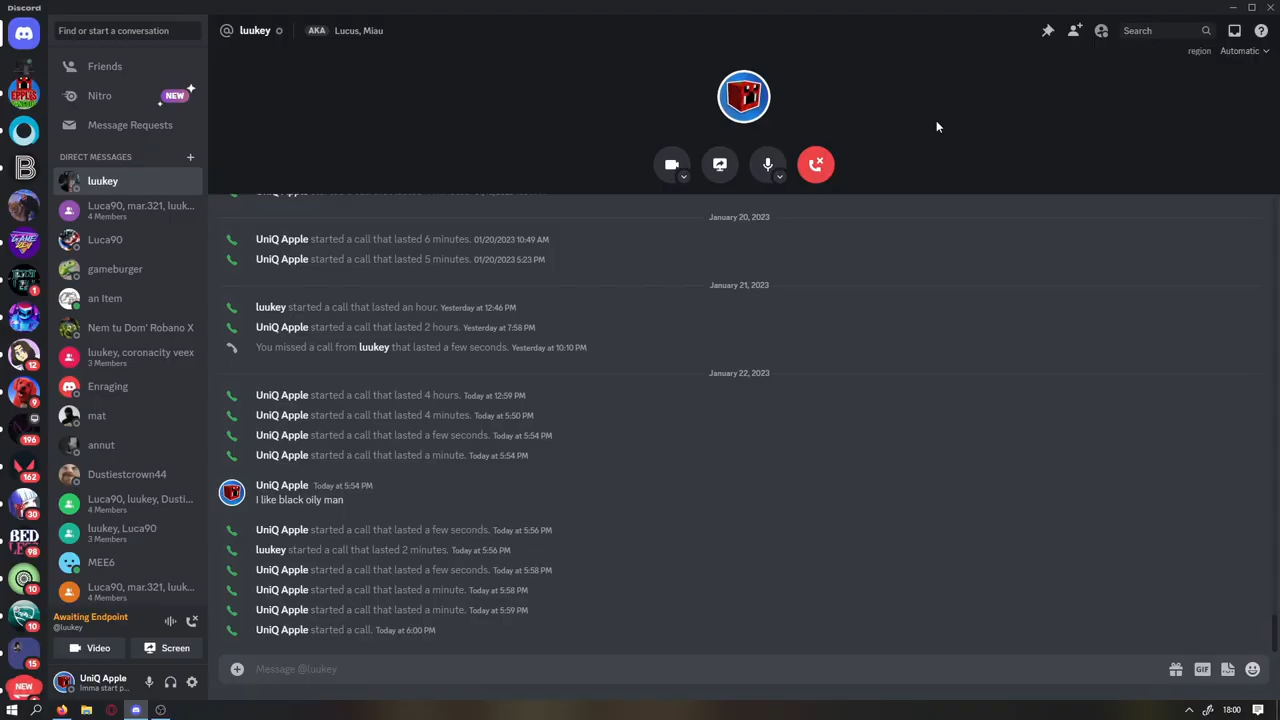 Discord
Find or start a conversation
luukey
AKA
Lucus, Miau
Search
region
Automatic
Friends
Nitro
NEW
Message Requests
DIRECT MESSAGES
luukey
Luca90, mar.321, luuk...
4 Members
Luca90
gameburger
an Item
Nem tu Dom' Robano X
luukey, coronacity veex
3 Members
Enraging
mat
annut
Dustiestcrown44
Luca90, luukey, Dusti...
4 Members
luukey, Luca90
3 Members
MEE6
Luca90, mar.321, luuk...
4 Members
Awaiting Endpoint
@luukey
Video
Screen
UniQ Apple
Imma start p...
1
12
9
196
162
30
98
10
10
15
NEW
January 20, 2023
UniQ Apple started a call that lasted 6 minutes. 01/20/2023 10:49 AM
UniQ Apple started a call that lasted 5 minutes. 01/20/2023 5:23 PM
January 21, 2023
luukey started a call that lasted an hour. Yesterday at 12:46 PM
UniQ Apple started a call that lasted 2 hours. Yesterday at 7:58 PM
You missed a call from luukey that lasted a few seconds. Yesterday at 10:10 PM
January 22, 2023
UniQ Apple started a call that lasted 4 hours. Today at 12:59 PM
UniQ Apple started a call that lasted 4 minutes. Today at 5:50 PM
UniQ Apple started a call that lasted a few seconds. Today at 5:54 PM
UniQ Apple started a call that lasted a minute. Today at 5:54 PM
UniQ Apple Today at 5:54 PM
I like black oily man
UniQ Apple started a call that lasted a few seconds. Today at 5:56 PM
luukey started a call that lasted 2 minutes. Today at 5:56 PM
UniQ Apple started a call that lasted a few seconds. Today at 5:58 PM
UniQ Apple started a call that lasted a minute. Today at 5:58 PM
UniQ Apple started a call that lasted a minute. Today at 5:59 PM
UniQ Apple started a call. Today at 6:00 PM
Message @luukey
GIF
18:00